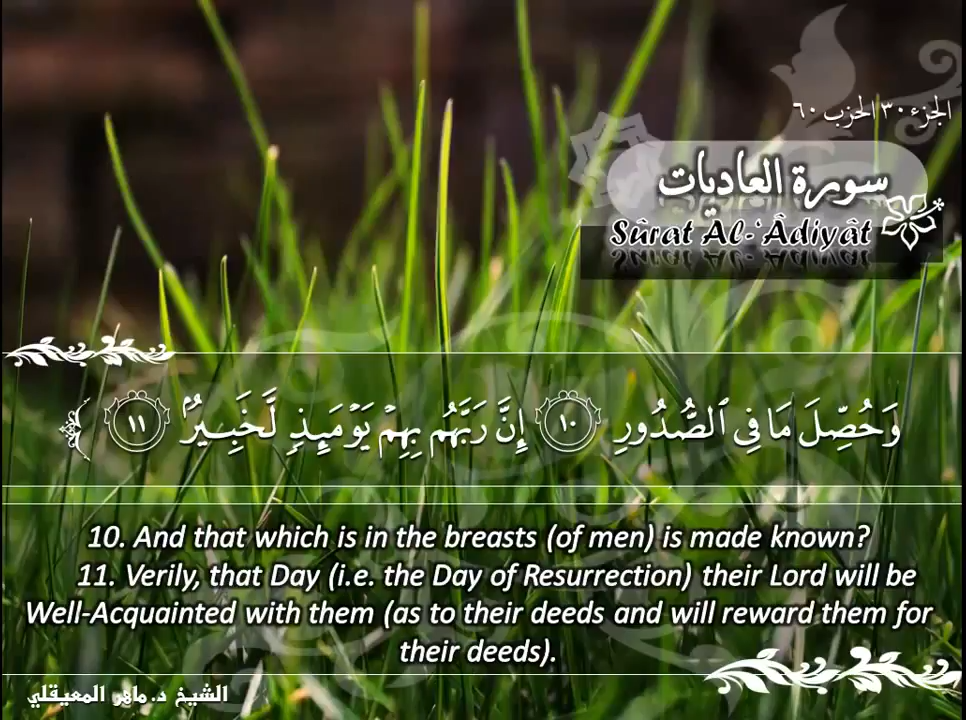 الجزء ٣٠ الحزب ٦٠
سورة العاديات
Sûrat Al-‘Âdiyât
وَحُصِّلَ مَا فِى ٱلصُّدُورِ ١٠ إِنَّ رَبَّهُم بِهِمْ يَوْمَئِذٍ لَّخَبِيرٌۢ ١١
10. And that which is in the breasts (of men) is made known?
11. Verily, that Day (i.e. the Day of Resurrection) their Lord will be
Well-Acquainted with them (as to their deeds and will reward them for
their deeds).
الشيخ د. ماهر المعيقلي